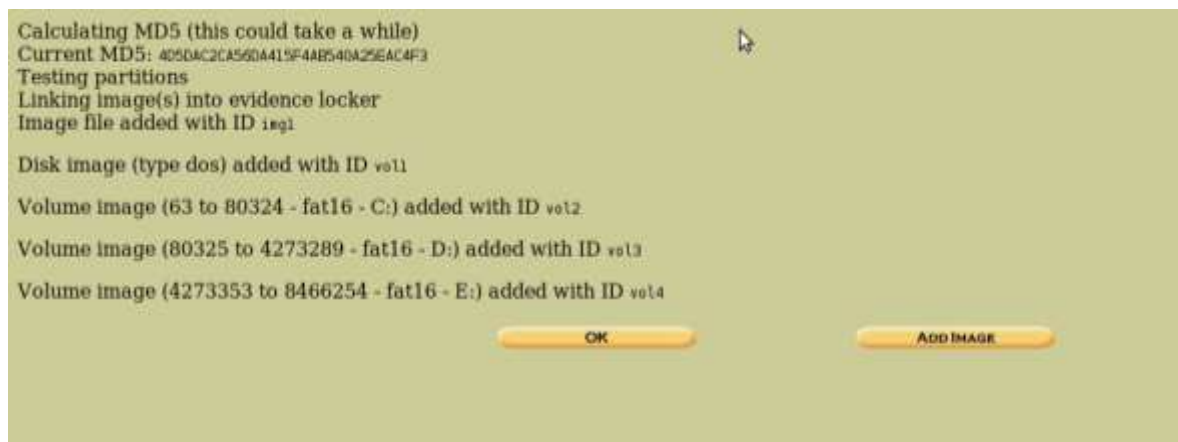 Calculating MD5 (this could take a while)
Current MD5: 4D5DAC2CA56DA415F4AB540A25EAC4F3
Testing partitions
Linking image(s) into evidence locker
Image file added with ID img1
Disk image (type dos) added with ID vol1
Volume image (63 to 80324 - fat16 - C:) added with ID vol2
Volume image (80325 to 4273289 - fat16 - D:) added with ID vol3
Volume image (4273353 to 8466254 - fat16 - E:) added with ID vol4
OK ADD IMAGE